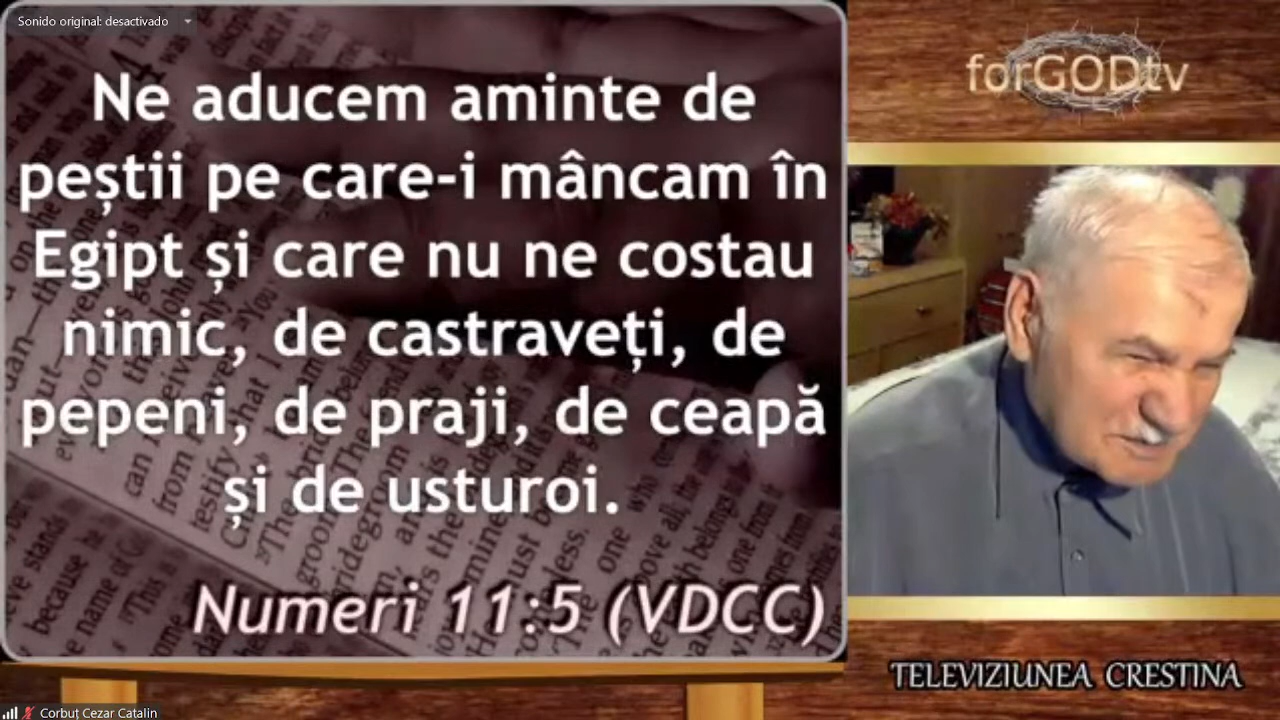 Sonido original: desactivado
Ne aducem aminte de
peștii pe care-i mâncam în
Egipt și care nu ne costau
nimic, de castraveți, de
pepeni, de praji, de ceapă
și de usturoi.
Numeri 11:5 (VDCC)
forGODtv
TELEVIZIUNEA CRESTINA
Corbuț Cezar Catalin